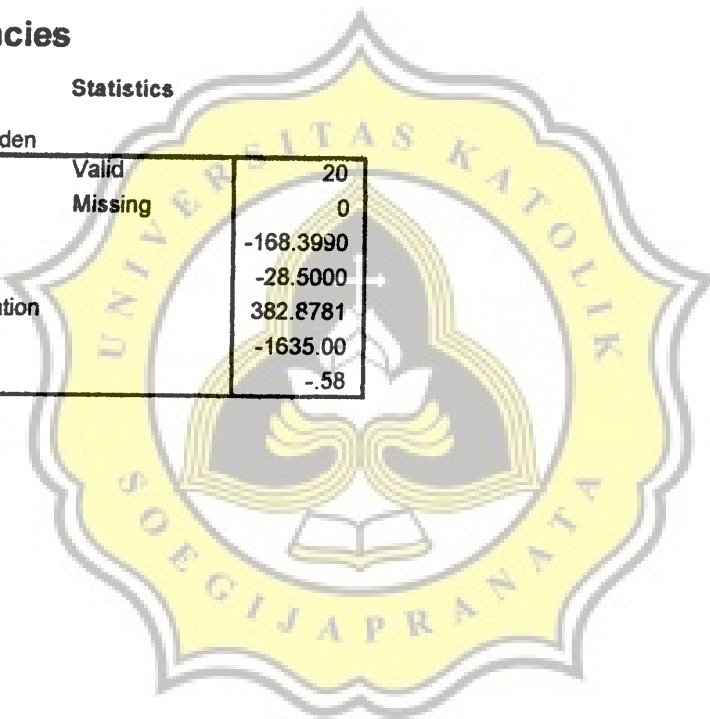 ncies
Statistics
den
Valid 20
Missing 0
-168.3990
-28.5000
ation 382.8781
-1635.00
-.58
UNIVERSITAS KATOLIK
SOEGIJAPRANATA